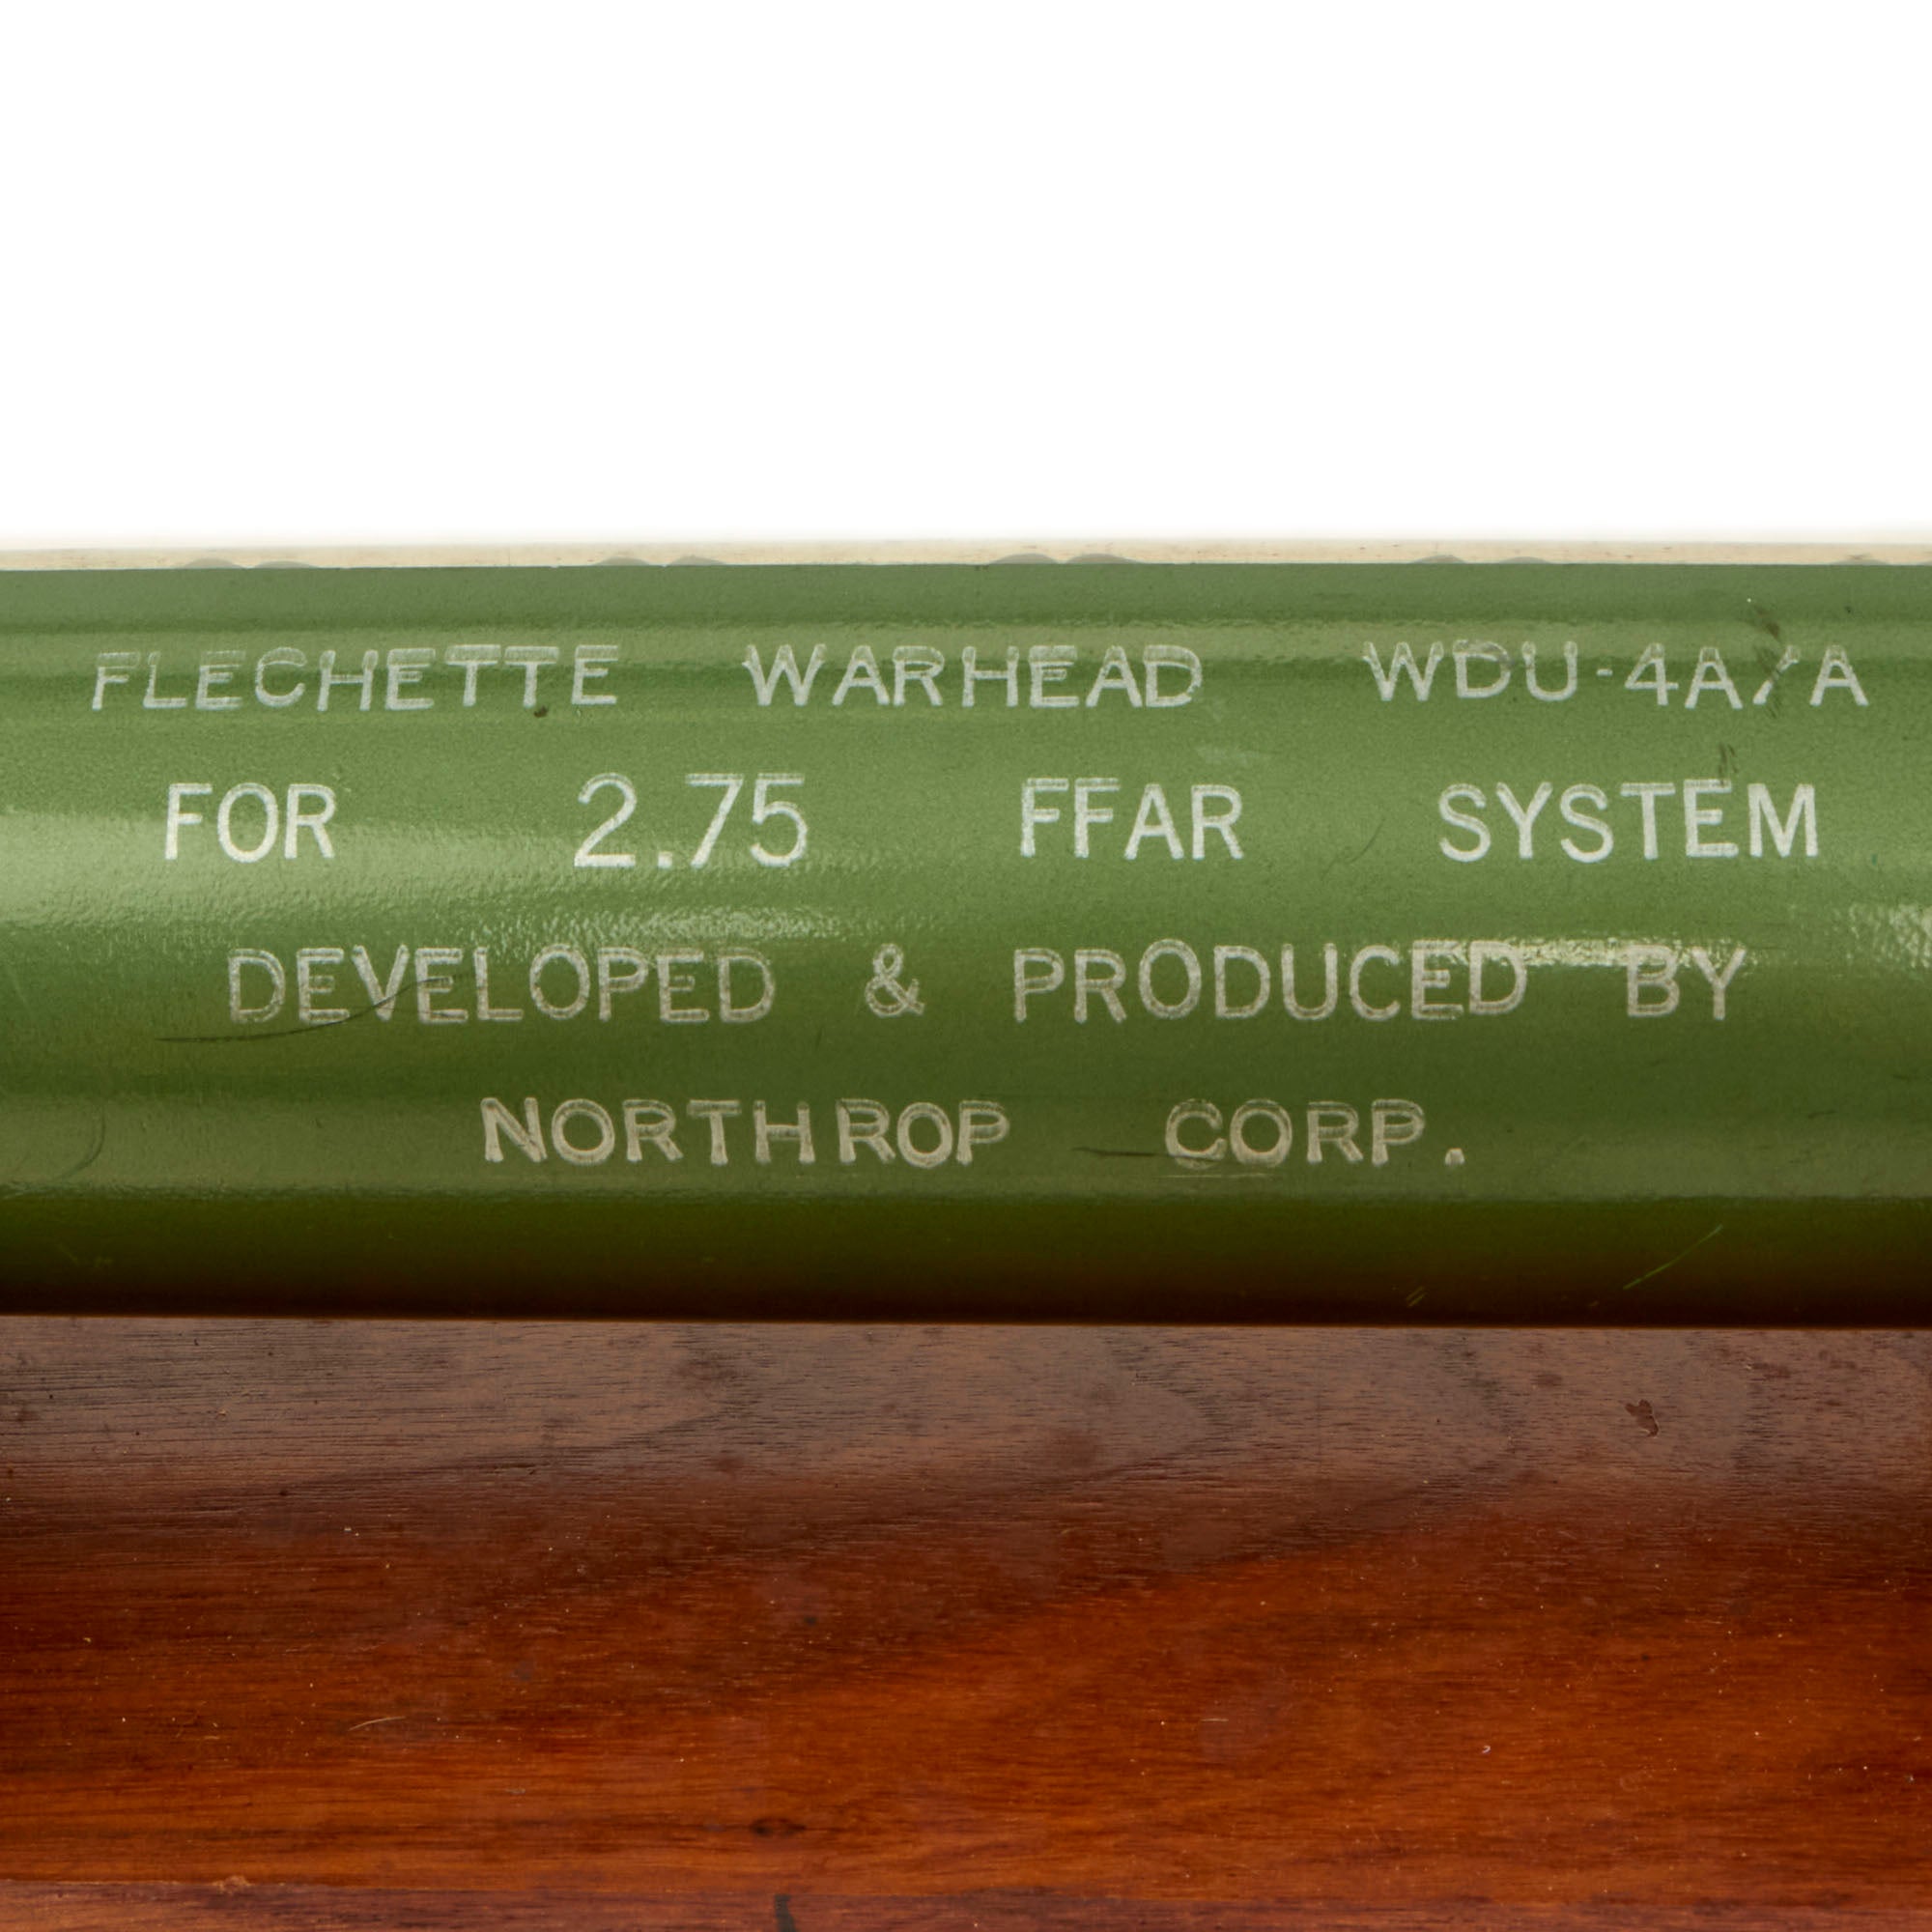 FLECHETTE WARHEAD WDU-4A/A
FOR 2.75 FFAR SYSTEM
DEVELOPED & PRODUCED BY
NORTHROP CORP.